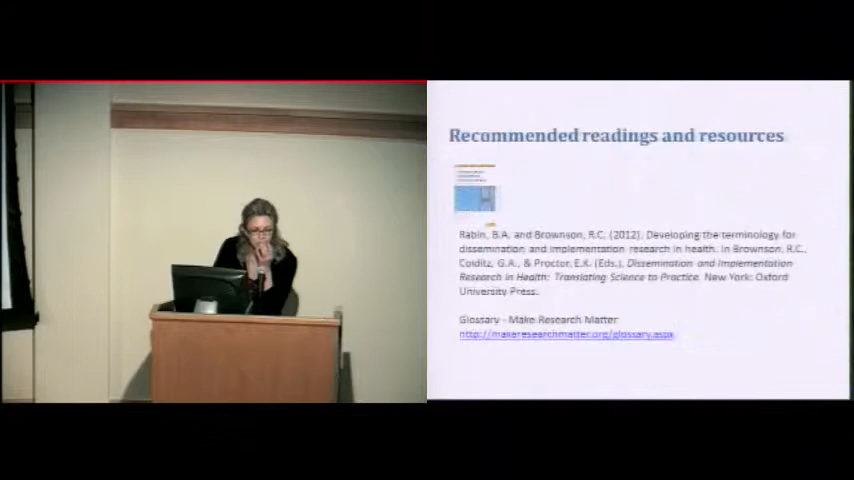 Recommended readings and resources
Rabin, B.A. and Brownson, R.C. (2012). Developing the terminology for
dissemination and implementation research in health. In Brownson, R.C.,
Colditz, G.A., & Proctor, E.K. (Eds.), Dissemination and Implementation
Research in Health: Translating Science to Practice. New York: Oxford
University Press.
Glossary - Make Research Matter
http://makeresearchmatter.org/glossary.aspx